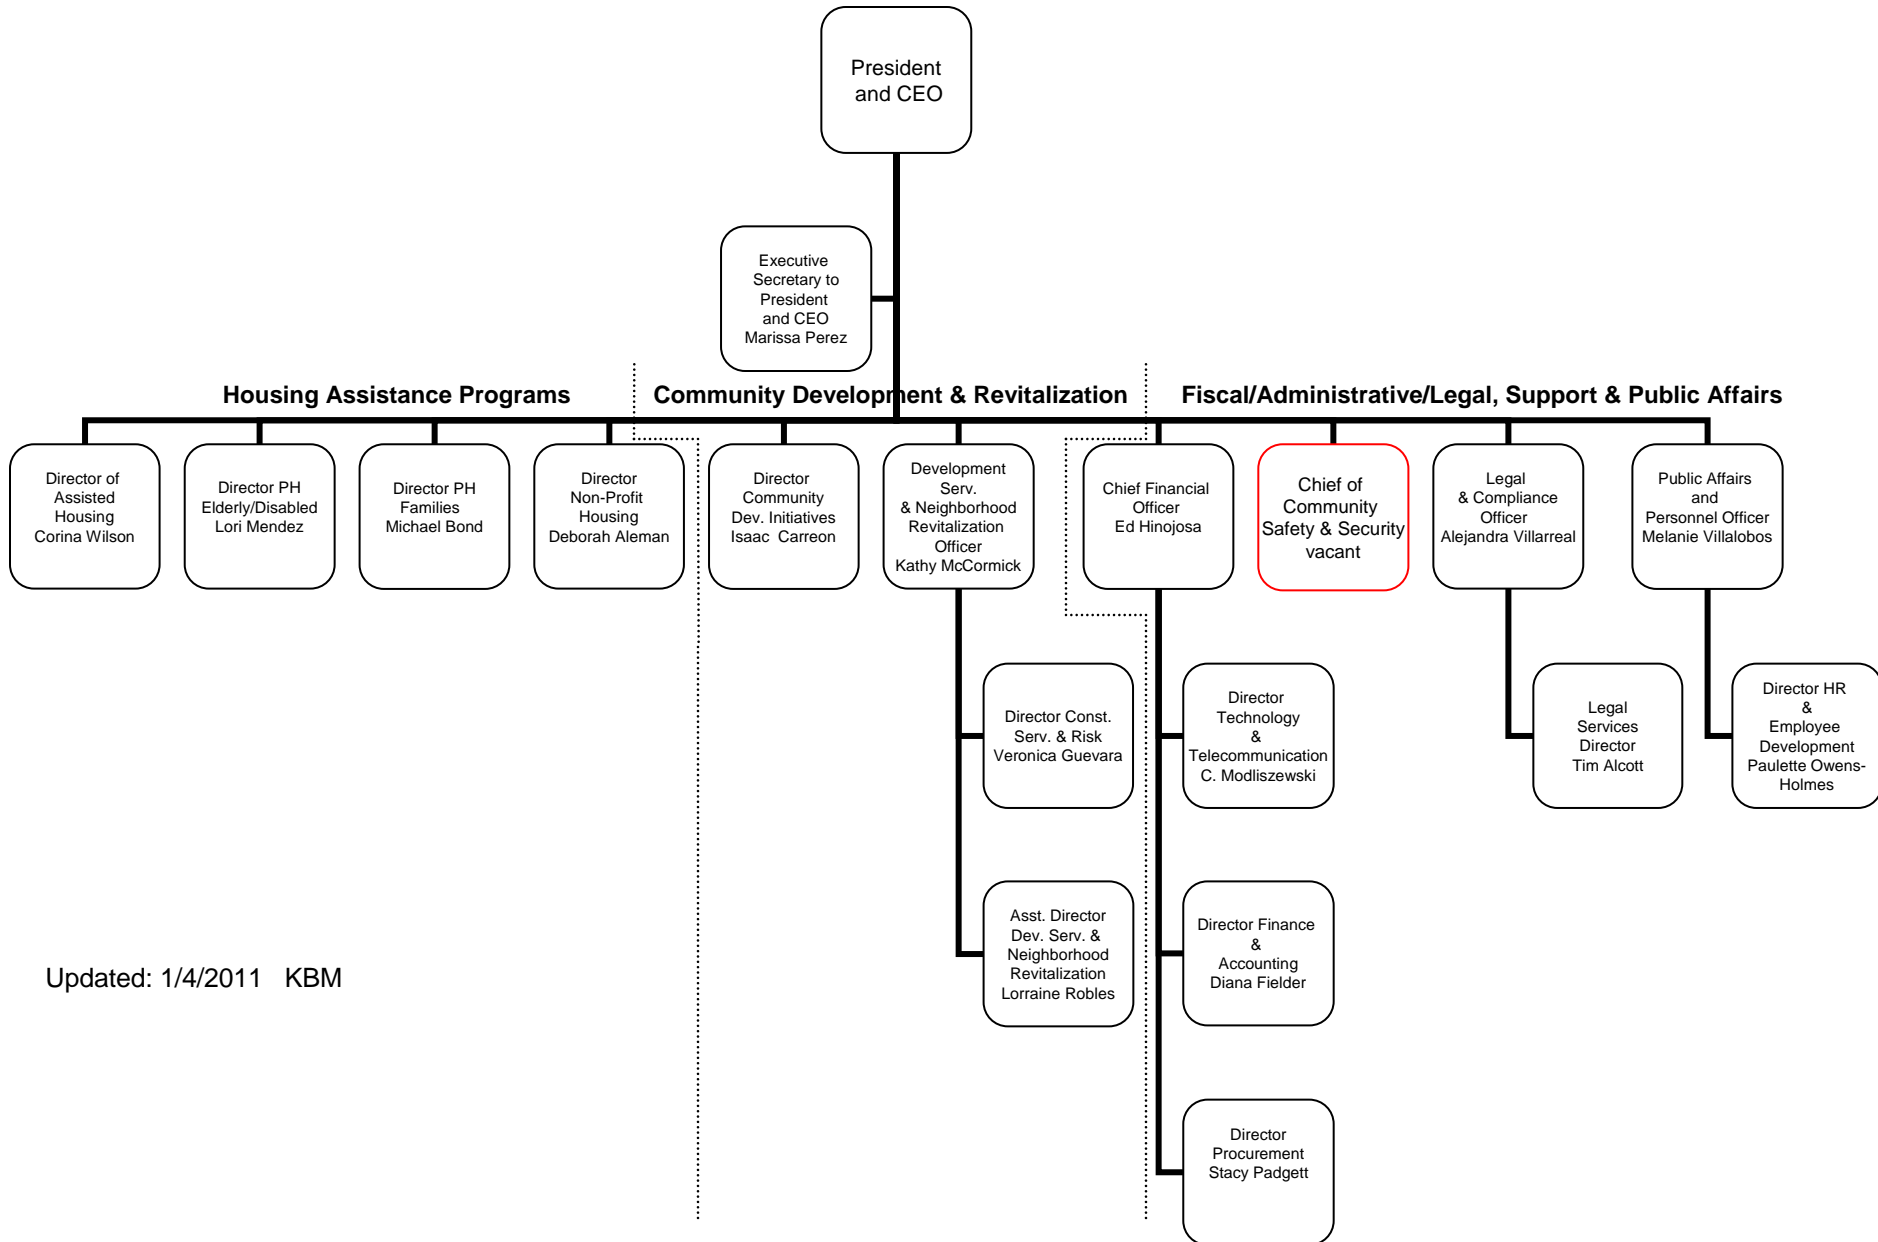 President
and CEO
Executive
Secretary to
President
and CEO
Marissa Perez
Housing Assistance Programs
Community Development & Revitalization
Fiscal/Administrative/Legal, Support & Public Affairs
Director of
Assisted
Housing
Corina Wilson
Director PH
Elderly/Disabled
Lori Mendez
Director PH
Families
Michael Bond
Director
Non-Profit
Housing
Deborah Aleman
Director
Community
Dev. Initiatives
Isaac Carreon
Development
Serv.
& Neighborhood
Revitalization
Officer
Kathy McCormick
Chief Financial
Officer
Ed Hinojosa
Chief of
Community
Safety & Security
vacant
Legal
& Compliance
Officer
Alejandra Villarreal
Public Affairs
and
Personnel Officer
Melanie Villalobos
Director Const.
Serv. & Risk
Veronica Guevara
Director
Technology
&
Telecommunication
C. Modliszewski
Legal
Services
Director
Tim Alcott
Director HR
&
Employee
Development
Paulette Owens-
Holmes
Asst. Director
Dev. Serv. &
Neighborhood
Revitalization
Lorraine Robles
Director Finance
&
Accounting
Diana Fielder
Updated: 1/4/2011 KBM
Director
Procurement
Stacy Padgett